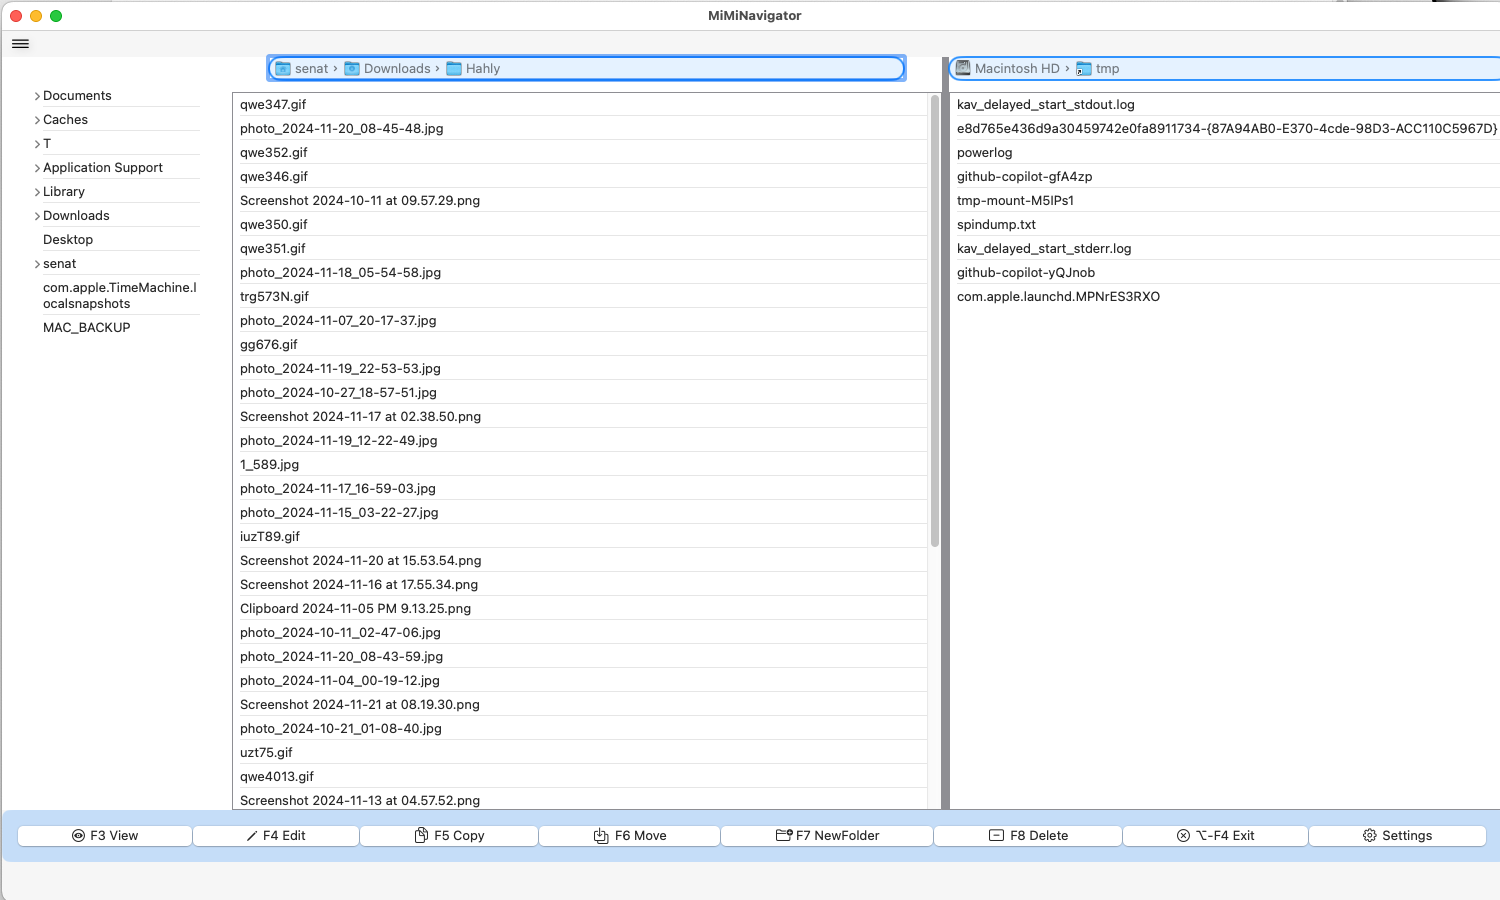 MiMiNavigator
senat › Downloads › Hahly
Macintosh HD › tmp
Documents
Caches
T
Application Support
Library
Downloads
Desktop
senat
com.apple.TimeMachine.l
ocalsnapshots
MAC_BACKUP
qwe347.gif
photo_2024-11-20_08-45-48.jpg
qwe352.gif
qwe346.gif
Screenshot 2024-10-11 at 09.57.29.png
qwe350.gif
qwe351.gif
photo_2024-11-18_05-54-58.jpg
trg573N.gif
photo_2024-11-07_20-17-37.jpg
gg676.gif
photo_2024-11-19_22-53-53.jpg
photo_2024-10-27_18-57-51.jpg
Screenshot 2024-11-17 at 02.38.50.png
photo_2024-11-19_12-22-49.jpg
1_589.jpg
photo_2024-11-17_16-59-03.jpg
photo_2024-11-15_03-22-27.jpg
iuzT89.gif
Screenshot 2024-11-20 at 15.53.54.png
Screenshot 2024-11-16 at 17.55.34.png
Clipboard 2024-11-05 PM 9.13.25.png
photo_2024-10-11_02-47-06.jpg
photo_2024-11-20_08-43-59.jpg
photo_2024-11-04_00-19-12.jpg
Screenshot 2024-11-21 at 08.19.30.png
photo_2024-10-21_01-08-40.jpg
uzt75.gif
qwe4013.gif
Screenshot 2024-11-13 at 04.57.52.png
kav_delayed_start_stdout.log
e8d765e436d9a30459742e0fa8911734-{87A94AB0-E370-4cde-98D3-ACC110C5967D}
powerlog
github-copilot-gfA4zp
tmp-mount-M5IPs1
spindump.txt
kav_delayed_start_stderr.log
github-copilot-yQJnob
com.apple.launchd.MPNrES3RXO
F3 View
F4 Edit
F5 Copy
F6 Move
F7 NewFolder
F8 Delete
⌥-F4 Exit
Settings